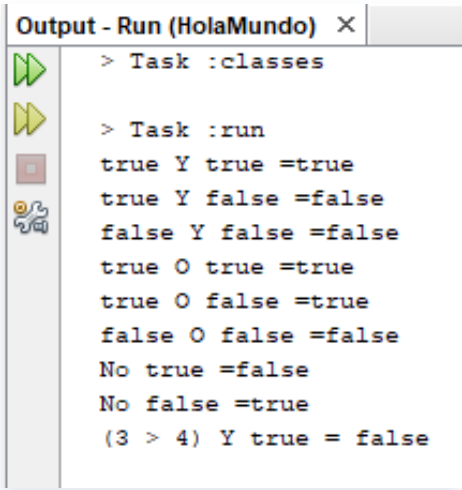 Output - Run (HolaMundo) ×
> Task :classes
> Task :run
true Y true =true
true Y false =false
false Y false =false
true O true =true
true O false =true
false O false =false
No true =false
No false =true
(3 > 4) Y true = false